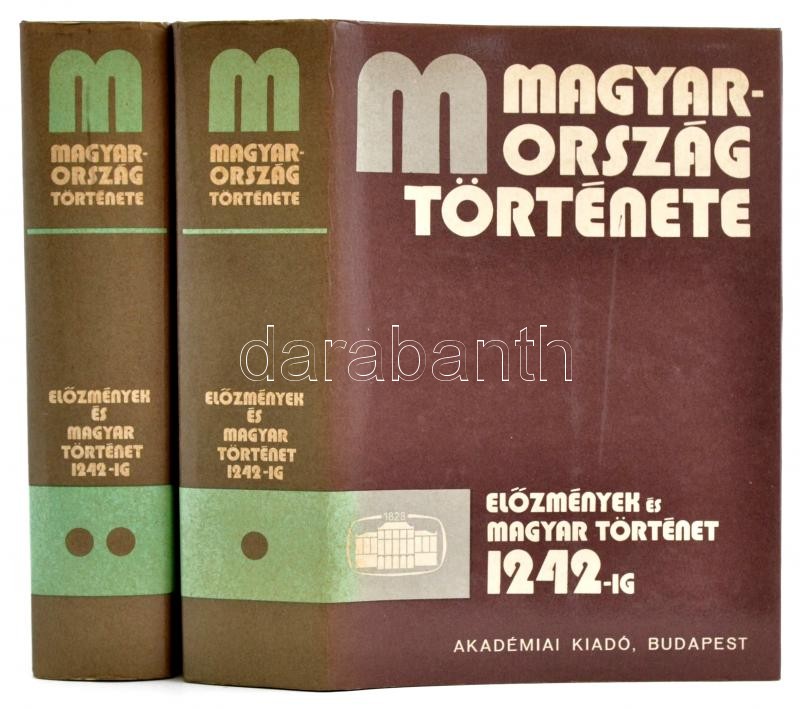 m
MAGYAR-
ORSZÁG
TÖRTÉNETE
ELŐZMÉNYEK
ÉS
MAGYAR
TÖRTÉNET
1242-IG
m
MAGYAR-
ORSZÁG
TÖRTÉNETE
ELŐZMÉNYEK
ÉS
MAGYAR
TÖRTÉNET
1242-IG
m
MAGYAR-
ORSZÁG
TÖRTÉNETE
1828
ELŐZMÉNYEK ÉS
MAGYAR TÖRTÉNET
1242-IG
AKADÉMIAI KIADÓ, BUDAPEST
darabanth